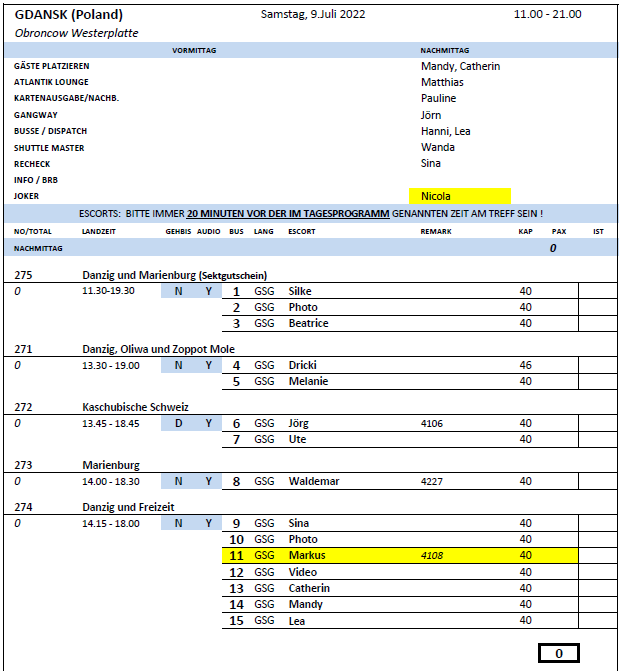 GDANSK (Poland) Samstag, 9.Juli 2022 11.00 - 21.00
Obroncow Westerplatte
VORMITTAG NACHMITTAG
GÄSTE PLATZIEREN Mandy, Catherin
ATLANTIK LOUNGE Matthias
KARTENAUSGABE/NACHB. Pauline
GANGWAY Jörn
BUSSE / DISPATCH Hanni, Lea
SHUTTLE MASTER Wanda
RECHECK Sina
INFO / BRB
JOKER Nicola
ESCORTS: BITTE IMMER 20 MINUTEN VOR DER IM TAGESPROGRAMM GENANNTEN ZEIT AM TREFF SEIN !
NO/TOTAL LANDZEIT GEHBIS AUDIO BUS LANG ESCORT REMARK KAP PAX IST
NACHMITTAG 0
275 Danzig und Marienburg (Sektgutschein)
0 11.30-19.30 N Y 1 GSG Silke 40
2 GSG Photo 40
3 GSG Beatrice 40
271 Danzig, Oliwa und Zoppot Mole
0 13.30 - 19.00 N Y 4 GSG Dricki 46
5 GSG Melanie 40
272 Kaschubische Schweiz
0 13.45 - 18.45 D Y 6 GSG Jörg 4106 40
7 GSG Ute 40
273 Marienburg
0 14.00 - 18.30 N Y 8 GSG Waldemar 4227 40
274 Danzig und Freizeit
0 14.15 - 18.00 N Y 9 GSG Sina 40
10 GSG Photo 40
11 GSG Markus 4108 40
12 GSG Video 40
13 GSG Catherin 40
14 GSG Mandy 40
15 GSG Lea 40
0